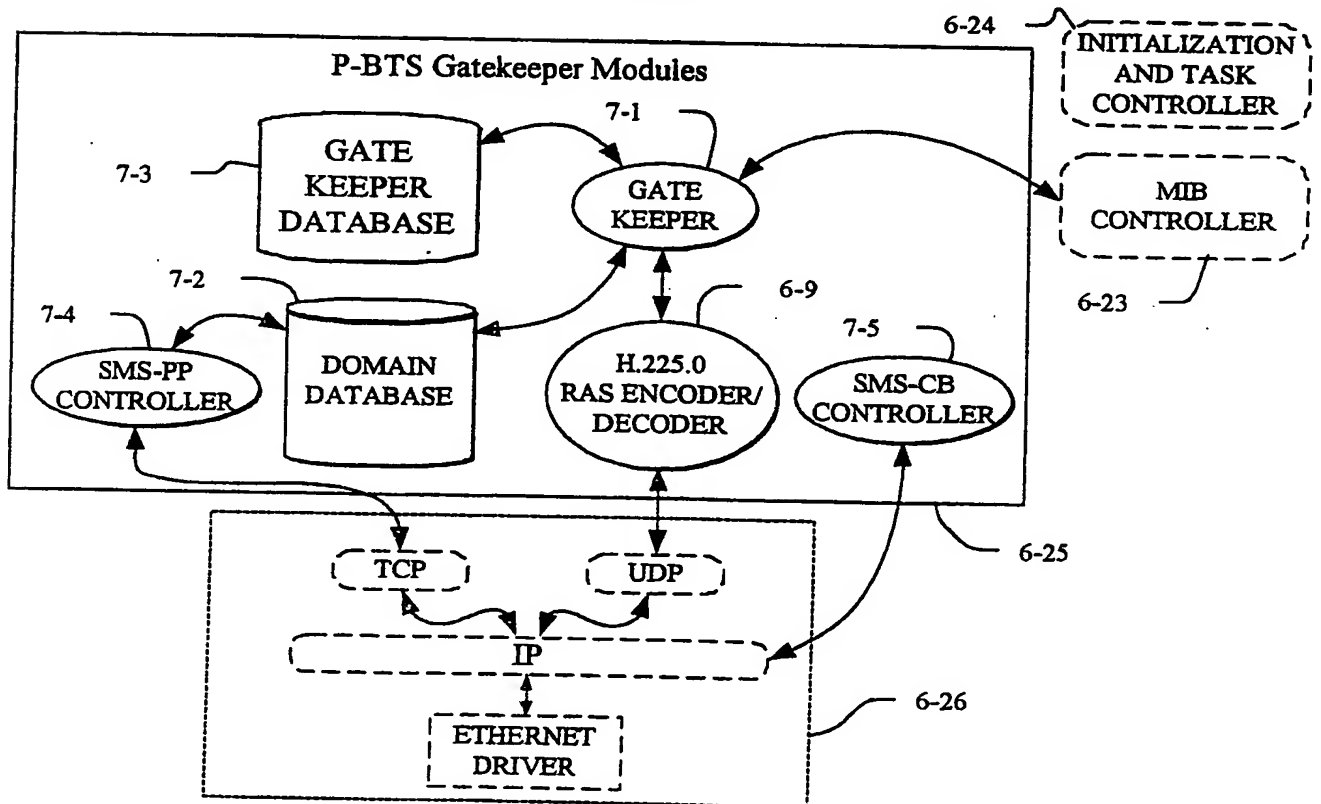 6-24
INITIALIZATION
AND TASK
CONTROLLER
P-BTS Gatekeeper Modules
7-1
7-3
GATE
KEEPER
DATABASE
GATE
KEEPER
MIB
CONTROLLER
6-23
7-2
6-9
7-4
7-5
SMS-PP
CONTROLLER
DOMAIN
DATABASE
H.225.0
RAS ENCODER/
DECODER
SMS-CB
CONTROLLER
6-25
TCP
UDP
IP
6-26
ETHERNET
DRIVER